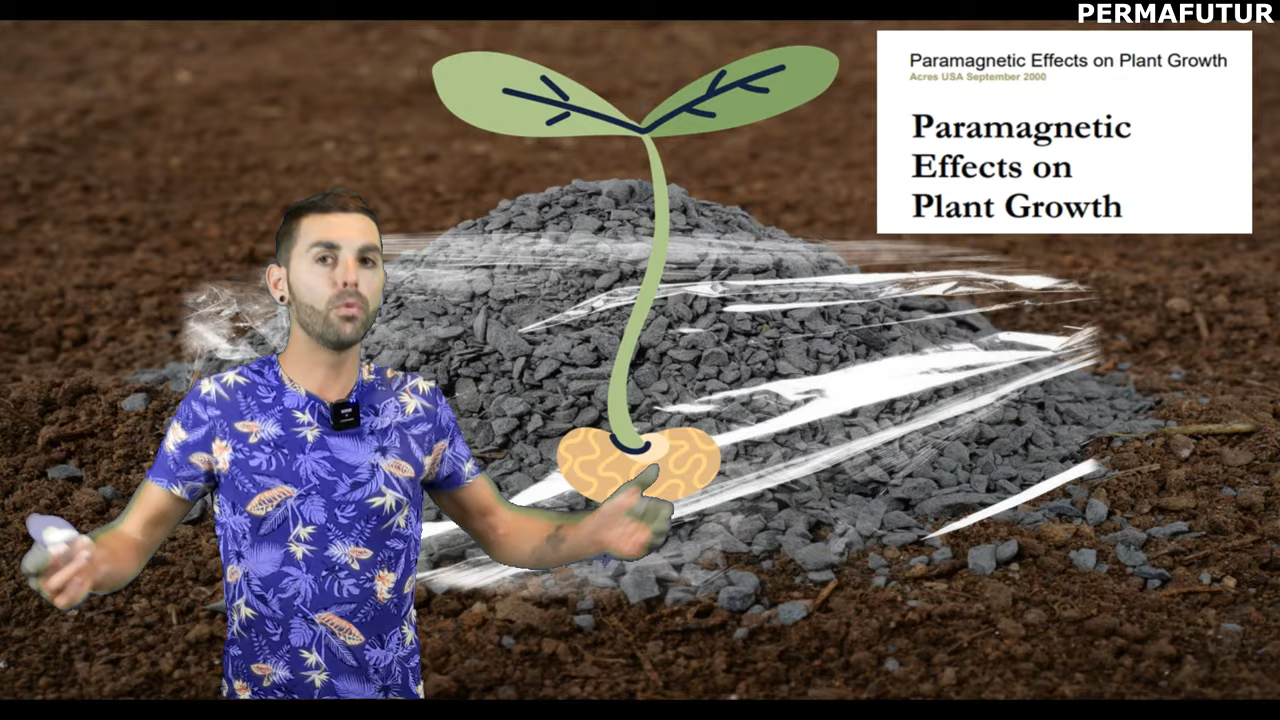 PERMAFUTUR
Paramagnetic Effects on Plant Growth
Acres USA September 2000
Paramagnetic
Effects on
Plant Growth